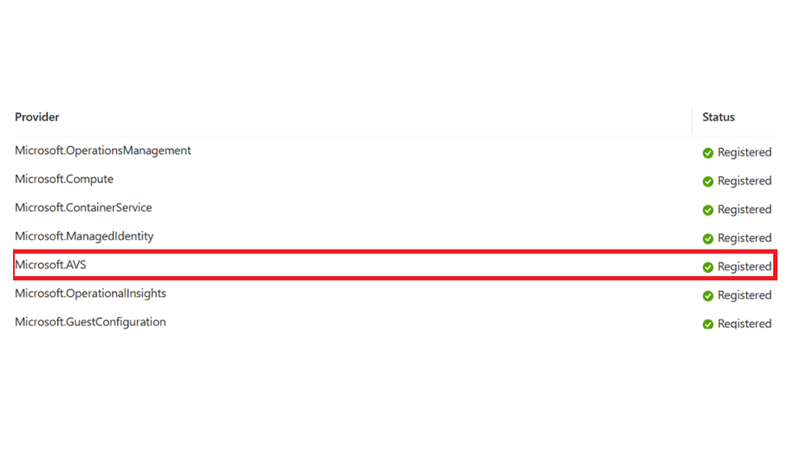 Provider Status
Microsoft.OperationsManagement Registered
Microsoft.Compute Registered
Microsoft.ContainerService Registered
Microsoft.ManagedIdentity Registered
Microsoft.AVS Registered
Microsoft.OperationalInsights Registered
Microsoft.GuestConfiguration Registered